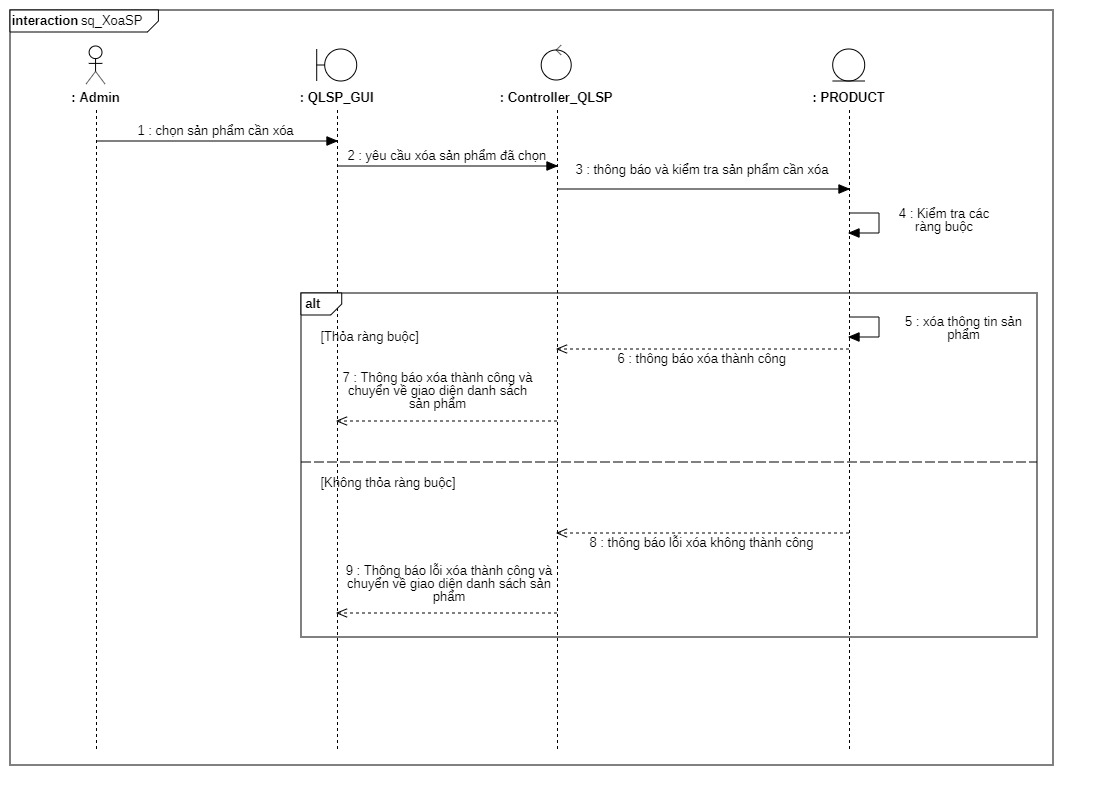 interaction sq_XoaSP
: Admin
: QLSP_GUI
: Controller_QLSP
: PRODUCT
1 : chọn sản phẩm cần xóa
2 : yêu cầu xóa sản phẩm đã chọn
3 : thông báo và kiểm tra sản phẩm cần xóa
4 : Kiểm tra các
ràng buộc
alt
[Thỏa ràng buộc]
5 : xóa thông tin sản
phẩm
6 : thông báo xóa thành công
7 : Thông báo xóa thành công và
chuyển về giao diện danh sách
sản phẩm
[Không thỏa ràng buộc]
8 : thông báo lỗi xóa không thành công
9 : Thông báo lỗi xóa thành công và
chuyển về giao diện danh sách sản
phẩm